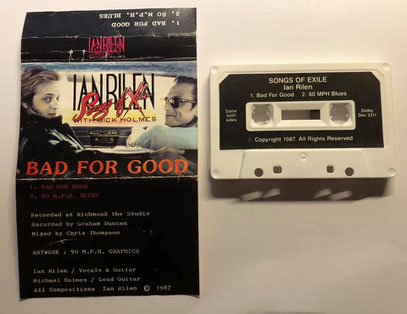 1. BAD FOR GOOD
2. 80 M.P.H. BLUES
IAN RILEN
IAN RILEN
WITH MICK HOLMES
BAD FOR GOOD
1. BAD FOR GOOD
2. 80 M.P.H. BLUES
Recorded at Richmond the Studio
Recorded by Graham Duncan
Mixed by Chris Thompson
ARTWORK : 90 M.P.H. GRAPHICS
Ian Rilen / Vocals & Guitar
Michael Holmes / Lead Guitar
All Compositions Ian Rilen © 1987
SONGS OF EXILE
Ian Rilen
1. Bad For Good 2. 80 MPH Blues
Same both sides
Dolby
© Copyright 1987. All Rights Reserved